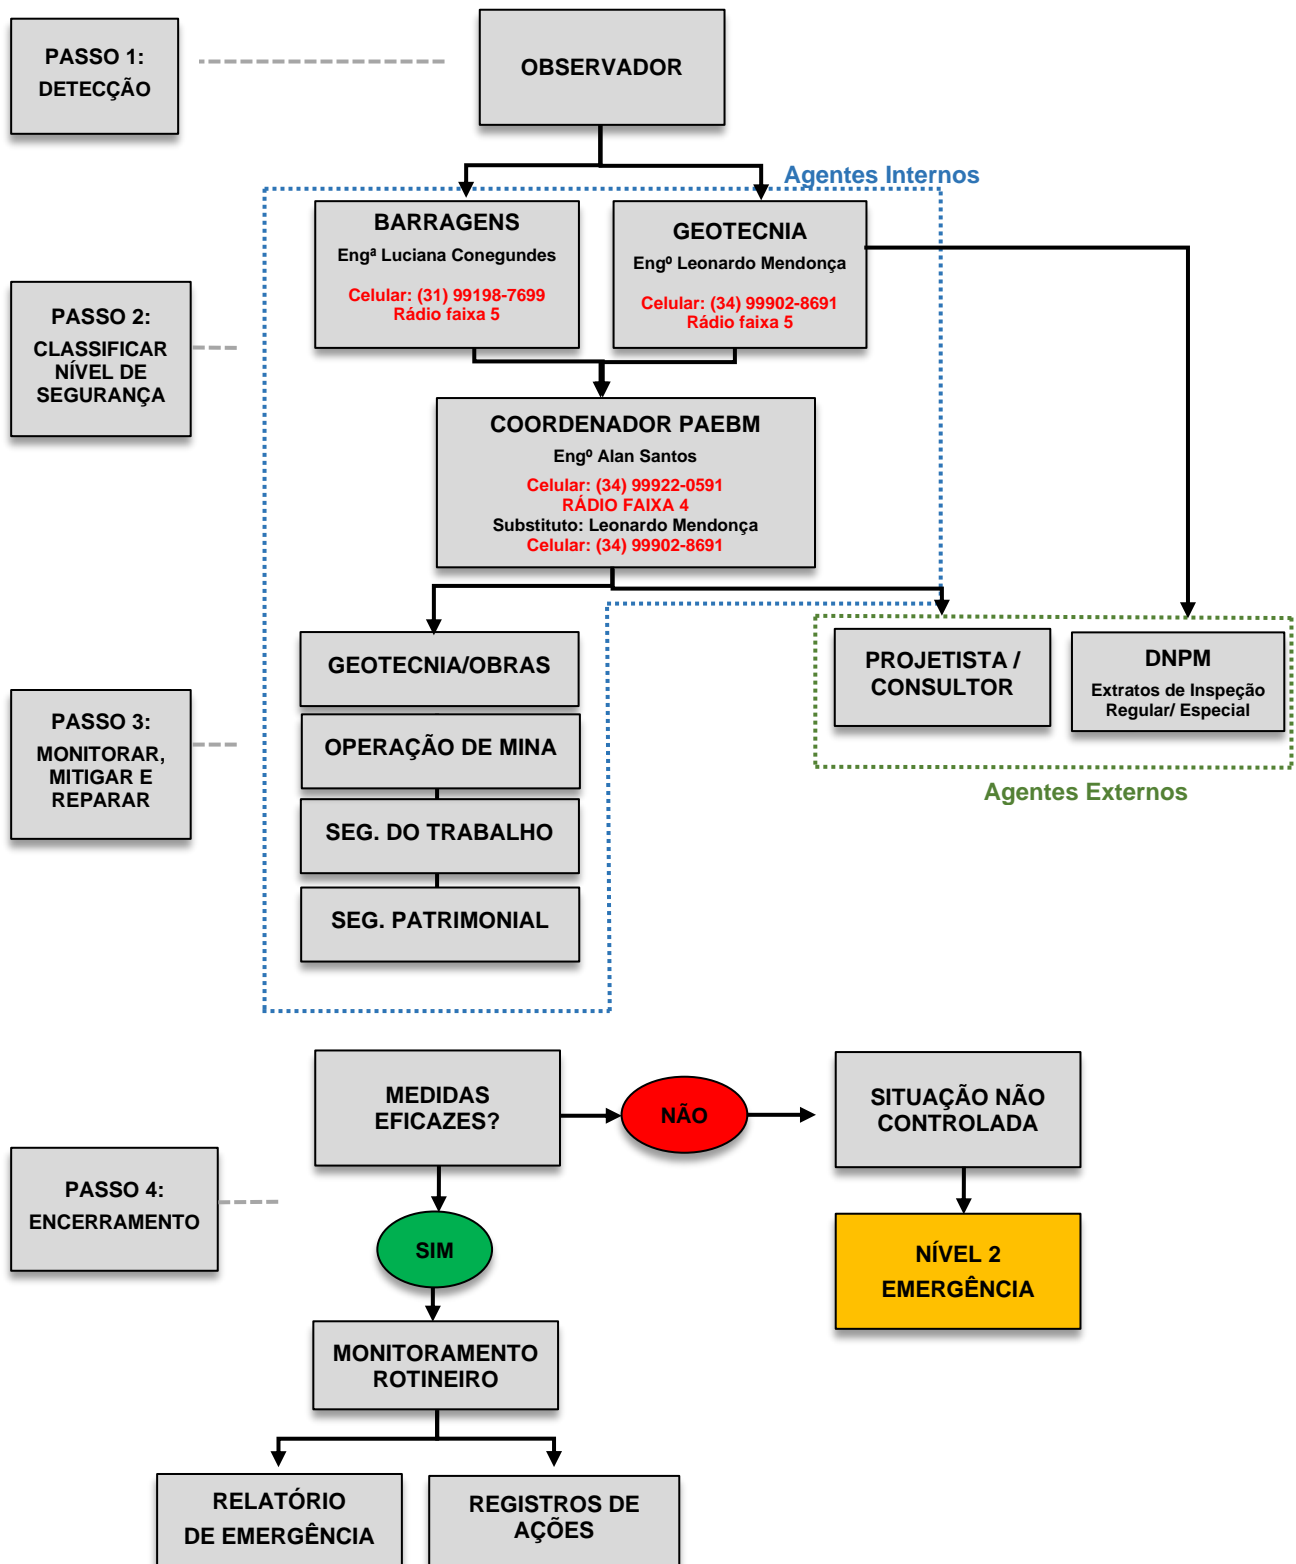 PASSO 1:
DETECÇÃO
OBSERVADOR
Agentes Internos
BARRAGENS
Engª Luciana Conegundes
Celular: (31) 99198-7699
Rádio faixa 5
GEOTECNIA
Engº Leonardo Mendonça
Celular: (34) 99902-8691
Rádio faixa 5
PASSO 2:
CLASSIFICAR
NÍVEL DE
SEGURANÇA
COORDENADOR PAEBM
Engº Alan Santos
Celular: (34) 99922-0591
RÁDIO FAIXA 4
Substituto: Leonardo Mendonça
Celular: (34) 99902-8691
GEOTECNIA/OBRAS
OPERAÇÃO DE MINA
SEG. DO TRABALHO
SEG. PATRIMONIAL
PROJETISTA /
CONSULTOR
DNPM
Extratos de Inspeção
Regular/ Especial
Agentes Externos
PASSO 3:
MONITORAR,
MITIGAR E
REPARAR
MEDIDAS
EFICAZES?
NÃO
SITUAÇÃO NÃO
CONTROLADA
PASSO 4:
ENCERRAMENTO
SIM
NÍVEL 2
EMERGÊNCIA
MONITORAMENTO
ROTINEIRO
RELATÓRIO
DE EMERGÊNCIA
REGISTROS DE
AÇÕES